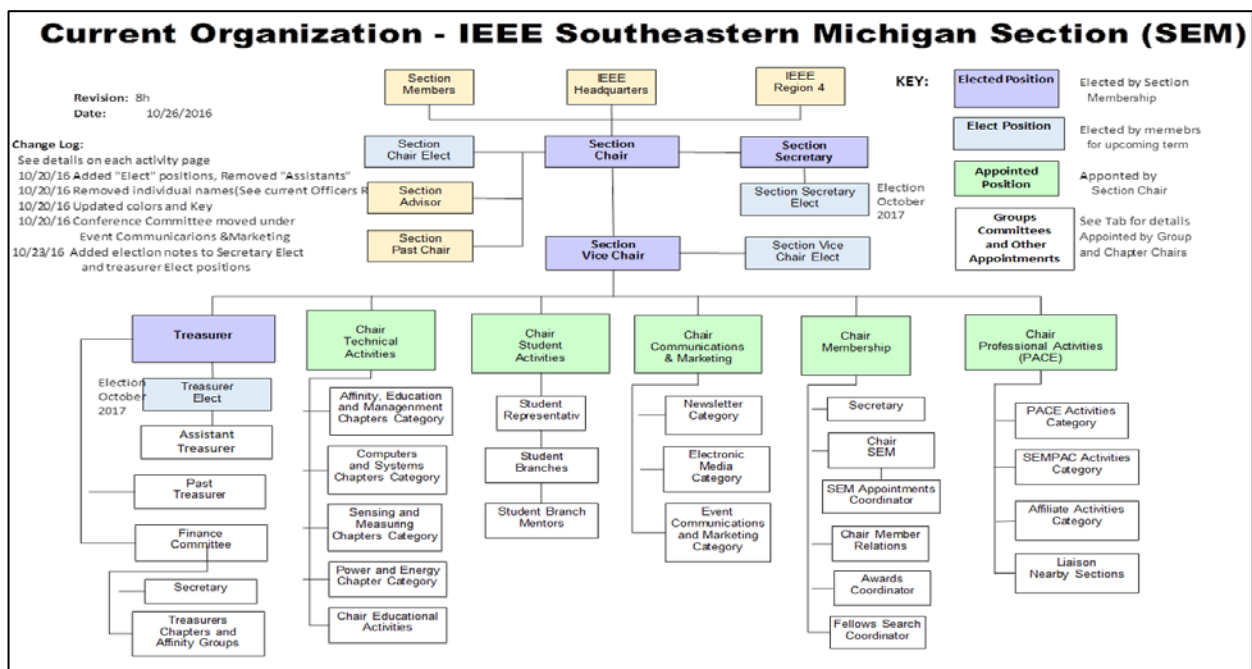 Current Organization - IEEE Southeastern Michigan Section (SEM)
Revision: 8h
Date: 10/26/2016
Change Log:
See details on each activity page
10/20/16 Added "Elect" positions, Removed "Assistants"
10/20/16 Removed individual names(See current Officers R
10/20/16 Updated colors and Key
10/20/16 Conference Committee moved under
Event Communicarions &Marketing
10/23/16 Added election notes to Secretary Elect
and treasurer Elect positions
Section
Members
IEEE
Headquarters
IEEE
Region 4
KEY:
Elected Position
Elected by Section
Membership
Elect Position
Elected by memebrs
for upcoming term
Appointed
Position
Apponted by
Section Chair
Groups
Committees
and Other
Appointmenrts
See Tab for details
Appointed by Group
and Chapter Chairs
Section
Chair Elect
Section
Chair
Section
Secretary
Section
Advisor
Section Secretary
Elect
Election
October
2017
Section
Past Chair
Section
Vice Chair
Section Vice
Chair Elect
Treasurer
Chair
Technical
Activities
Chair
Student
Activities
Chair
Communications
& Marketing
Chair
Membership
Chair
Professional Activities
(PACE)
Election
October
2017
Treasurer
Elect
Assistant
Treasurer
Past
Treasurer
Finance
Committee
Secretary
Treasurers
Chapters and
Affinity Groups
Affinity, Education
and Managenment
Chapters Category
Computers
and Systems
Chapters Category
Sensing and
Measuring
Chapters Category
Power and Energy
Chapter Category
Chair Educational
Activities
Student
Representativ
Student
Branches
Student Branch
Mentors
Newsletter
Category
Electronic
Media
Category
Event
Communications
and Marketing
Category
Secretary
Chair
SEM
SEM Appointments
Coordinator
Chair Member
Relations
Awards
Coordinator
Fellows Search
Coordinator
PACE Activities
Category
SEMPAC Activities
Category
Affiliate Activities
Category
Liaison
Nearby Sections